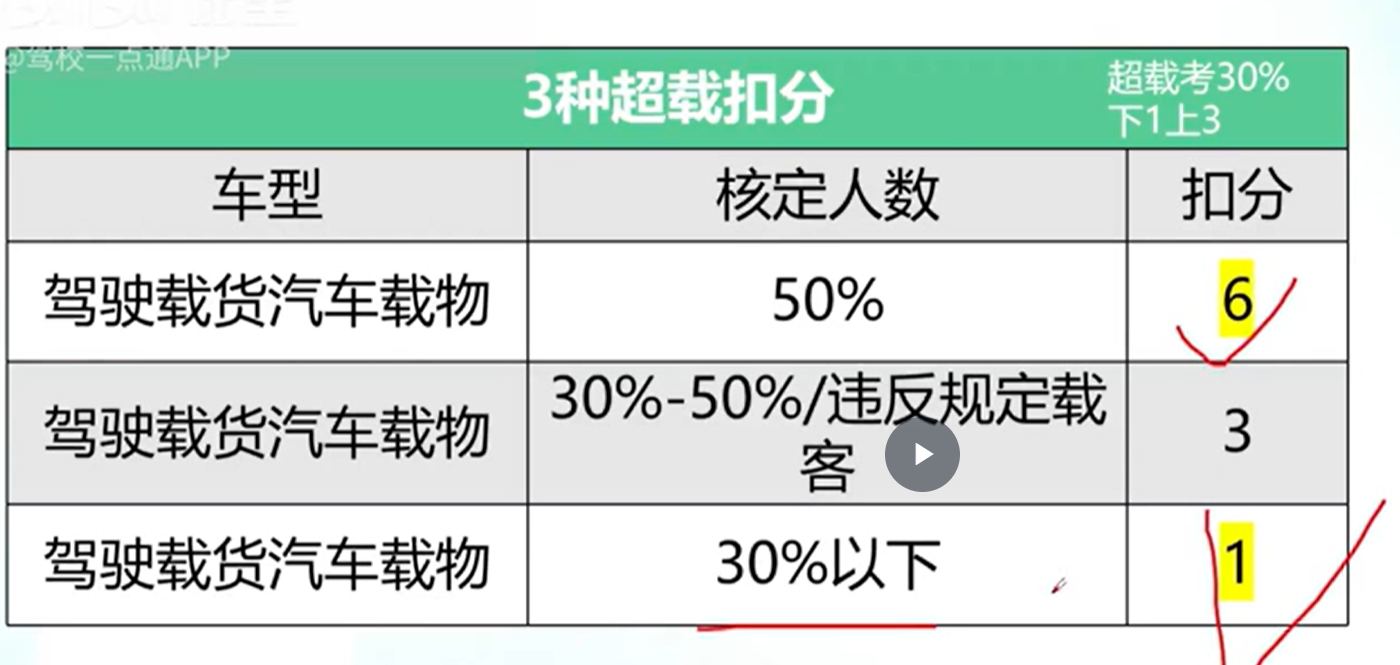 @驾校一点通APP
3种超载扣分
超载考30%
下1上3
车型 核定人数 扣分
驾驶载货汽车载物 50% 6
驾驶载货汽车载物 30%-50%/违反规定载
客 3
驾驶载货汽车载物 30%以下 1